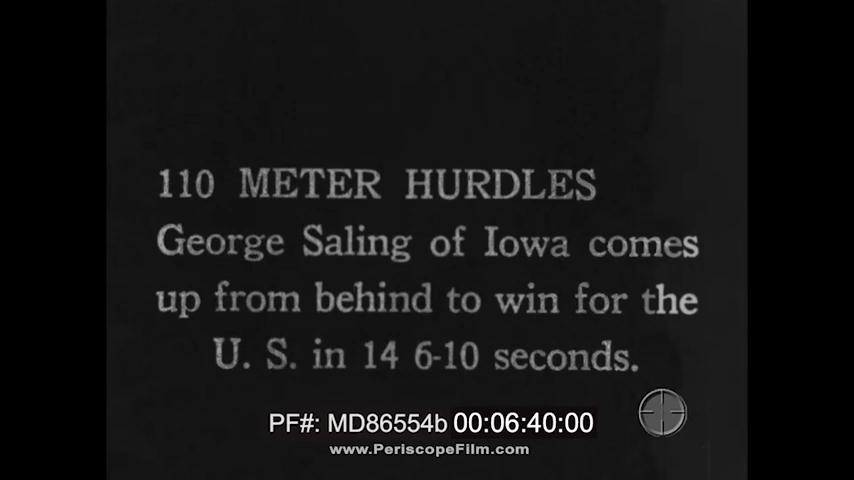 110 METER HURDLES
George Saling of Iowa comes
up from behind to win for the
U. S. in 14 6-10 seconds.
PF#: MD86554b 00:06:40:00
www.PeriscopeFilm.com